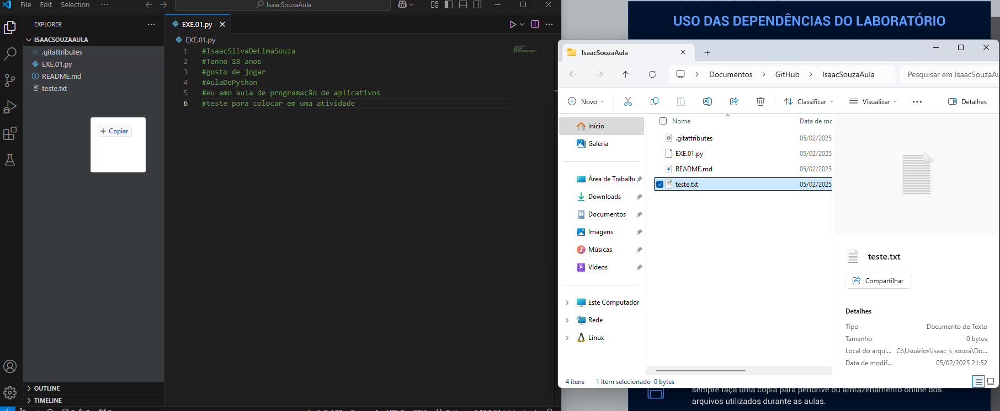 File Edit Selection ··· IsaacSouzaAula
EXPLORER ···
ISAACSOUZAAULA
.gitattributes
EXE.01.py
README.md
teste.txt
+ Copiar
OUTLINE
TIMELINE
EXE.01.py
EXE.01.py
1 #IsaacSilvaDeLimaSouza
2 #Tenho 18 anos
3 #gosto de jogar
4 #AulaDePython
5 #eu amo aula de programação de aplicativos
6 #teste para colocar em uma atividade
USO DAS DEPENDÊNCIAS DO LABORATÓRIO
IsaacSouzaAula
Documentos > GitHub > IsaacSouzaAula Pesquisar em IsaacSouzaAu
Novo Classificar Visualizar ··· Detalhes
Início
Galeria
Área de Trabalho
Downloads
Documentos
Imagens
Músicas
Vídeos
Este Computador
Rede
Linux
Nome Data de mo
.gitattributes 05/02/2025
EXE.01.py 05/02/2025
README.md 05/02/2025
teste.txt 05/02/2025
teste.txt
Compartilhar
Detalhes
Tipo Documento de Texto
Tamanho 0 bytes
Local do arqui... C:\Usuários\isaac_s_souza\Do...
Data de modif... 05/02/2025 21:52
4 itens 1 item selecionado 0 bytes
sempre faça uma copia para pendrive ou armazenamento online dos
arquivos utilizados durante as aulas.